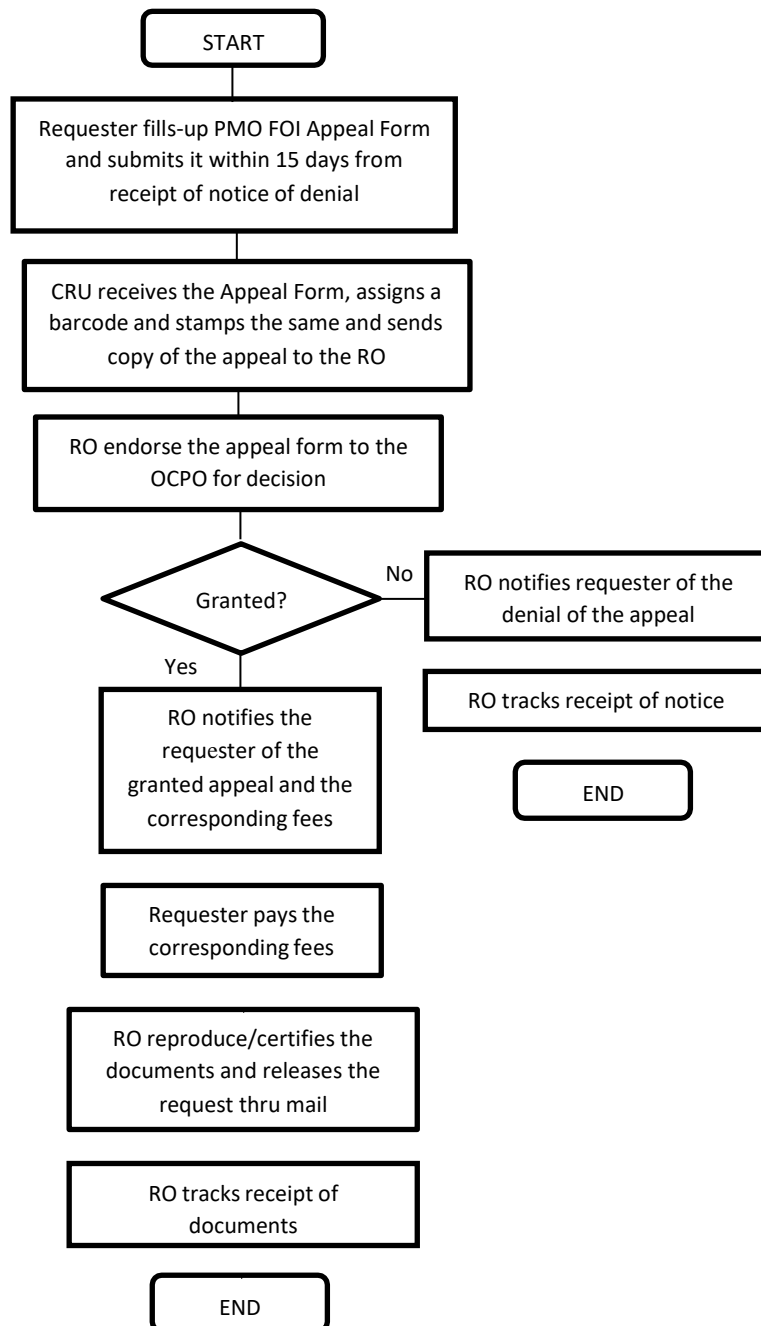 START
Requester fills-up PMO FOI Appeal Form
and submits it within 15 days from
receipt of notice of denial
CRU receives the Appeal Form, assigns a
barcode and stamps the same and sends
copy of the appeal to the RO
RO endorse the appeal form to the
OCPO for decision
Granted?
No
RO notifies requester of the
denial of the appeal
RO tracks receipt of notice
END
Yes
RO notifies the
requester of the
granted appeal and the
corresponding fees
Requester pays the
corresponding fees
RO reproduce/certifies the
documents and releases the
request thru mail
RO tracks receipt of
documents
END